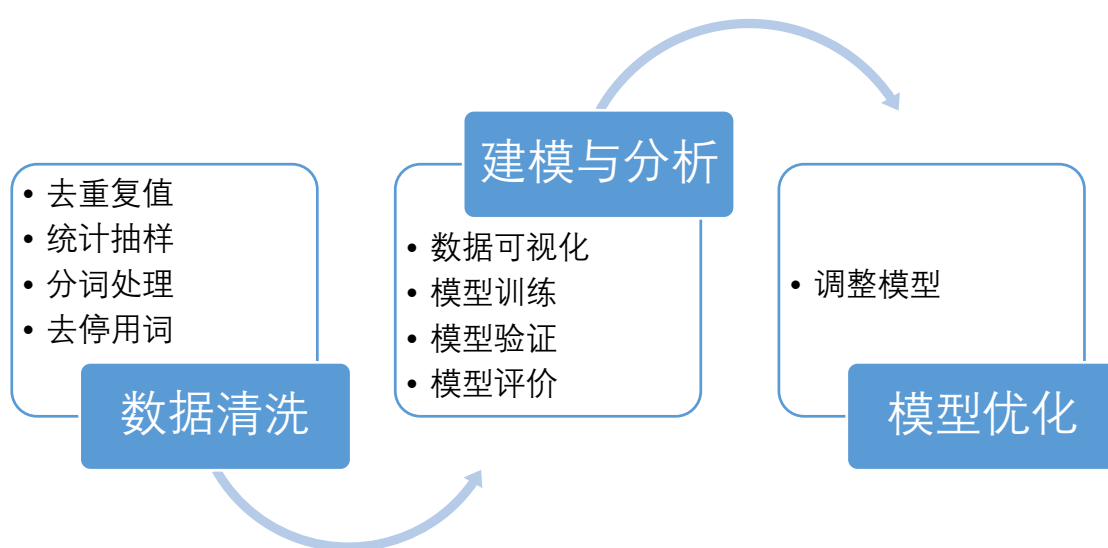 • 去重复值
• 统计抽样
• 分词处理
• 去停用词
数据清洗
建模与分析
• 数据可视化
• 模型训练
• 模型验证
• 模型评价
• 调整模型
模型优化